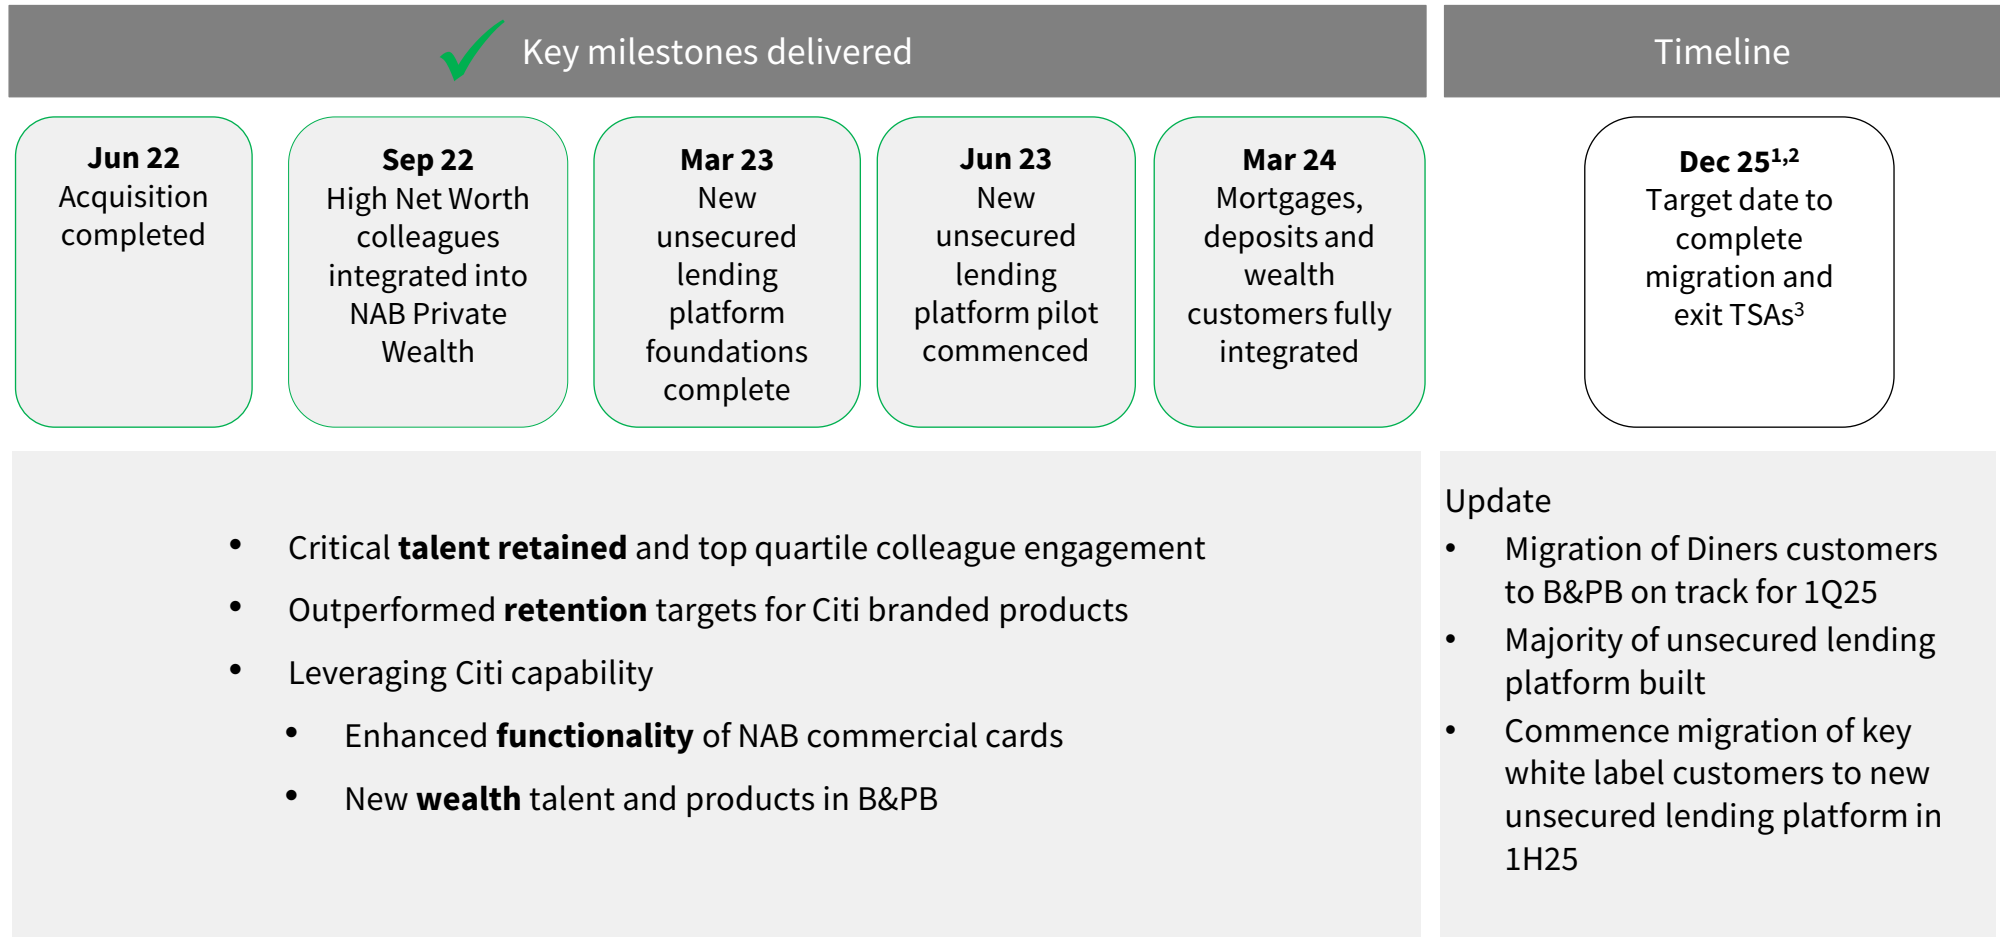 Key milestones delivered
Timeline
Jun 22
Acquisition
completed
Sep 22
High Net Worth
colleagues
integrated into
NAB Private
Wealth
Mar 23
New
unsecured
lending
platform
foundations
complete
Jun 23
New
unsecured
lending
platform pilot
commenced
Mar 24
Mortgages,
deposits and
wealth
customers fully
integrated
Dec 25¹,²
Target date to
complete
migration and
exit TSAs³
• Critical talent retained and top quartile colleague engagement
• Outperformed retention targets for Citi branded products
• Leveraging Citi capability
• Enhanced functionality of NAB commercial cards
• New wealth talent and products in B&PB
Update
• Migration of Diners customers
to B&PB on track for 1Q25
• Majority of unsecured lending
platform built
• Commence migration of key
white label customers to new
unsecured lending platform in
1H25